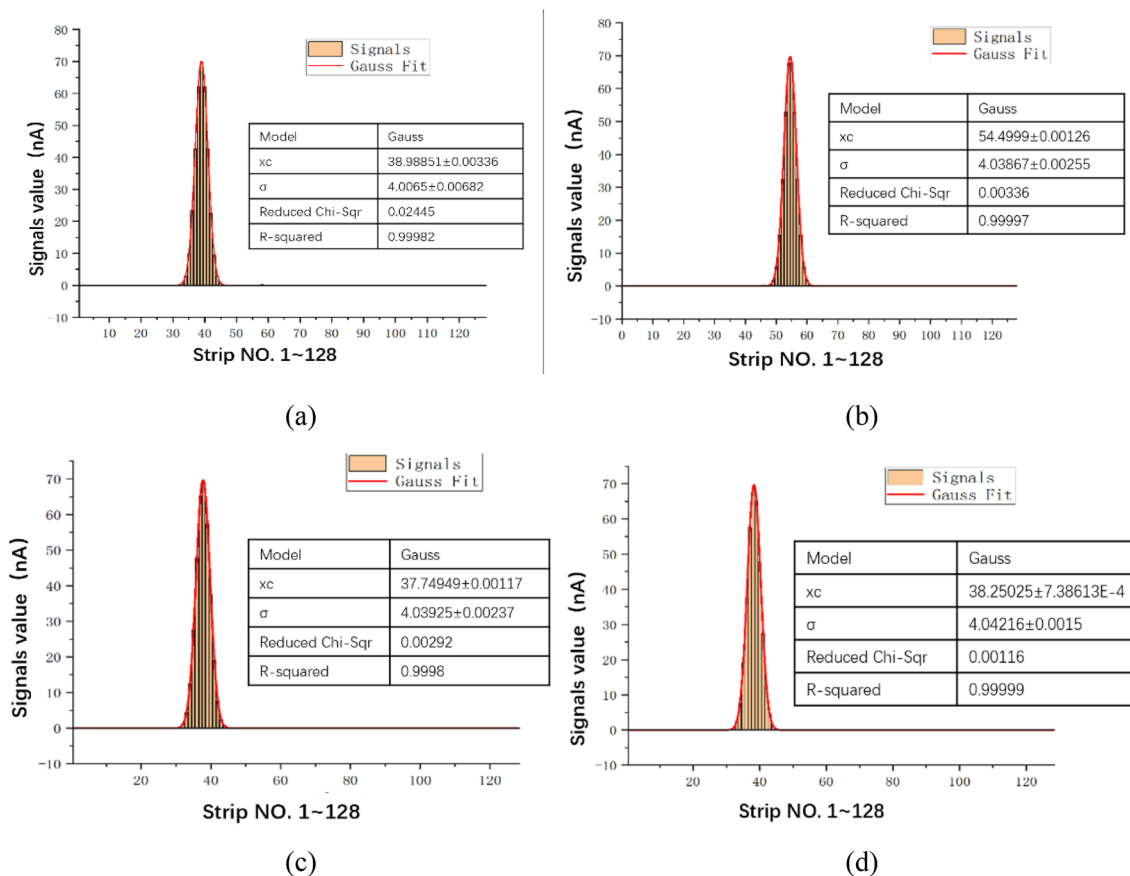 80
70
60
50
40
30
20
10
0
-10
Signals value (nA)
Signals
Gauss Fit
Model Gauss
xc 38.98851±0.00336
σ 4.0065±0.00682
Reduced Chi-Sqr 0.02445
R-squared 0.99982
10 20 30 40 50 60 70 80 90 100 110 120
Strip NO. 1~128
(a)
80
70
60
50
40
30
20
10
0
-10
Signals value (nA)
Signals
Gauss Fit
Model Gauss
xc 54.4999±0.00126
σ 4.03867±0.00255
Reduced Chi-Sqr 0.00336
R-squared 0.99997
0 10 20 30 40 50 60 70 80 90 100 110 120
Strip NO. 1~128
(b)
70
60
50
40
30
20
10
0
-10
Signals value (nA)
Signals
Gauss Fit
Model Gauss
xc 37.74949±0.00117
σ 4.03925±0.00237
Reduced Chi-Sqr 0.00292
R-squared 0.9998
20 40 60 80 100 120
Strip NO. 1~128
(c)
70
60
50
40
30
20
10
0
-10
Signals value (nA)
Signals
Gauss Fit
Model Gauss
xc 38.25025±7.38613E-4
σ 4.04216±0.0015
Reduced Chi-Sqr 0.00116
R-squared 0.99999
20 40 60 80 100 120
Strip NO. 1~128
(d)